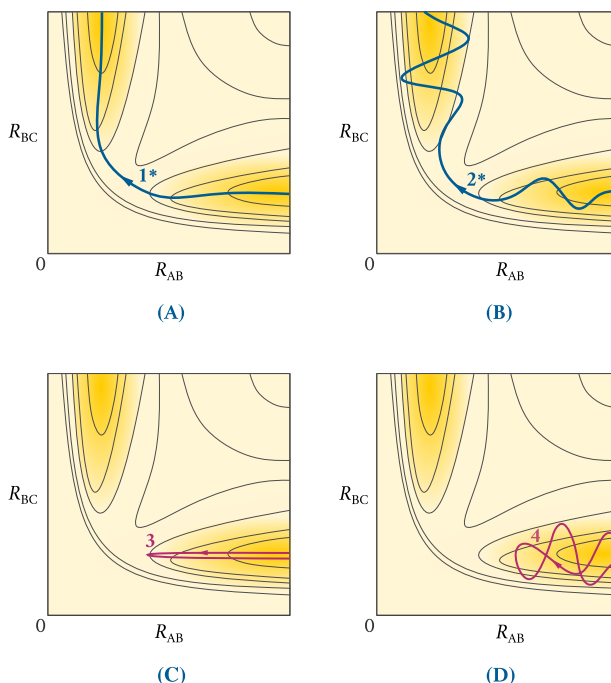 R_BC
1*
0
R_AB
(A)
R_BC
2*
0
R_AB
(B)
R_BC
3
0
R_AB
(C)
R_BC
4
0
R_AB
(D)